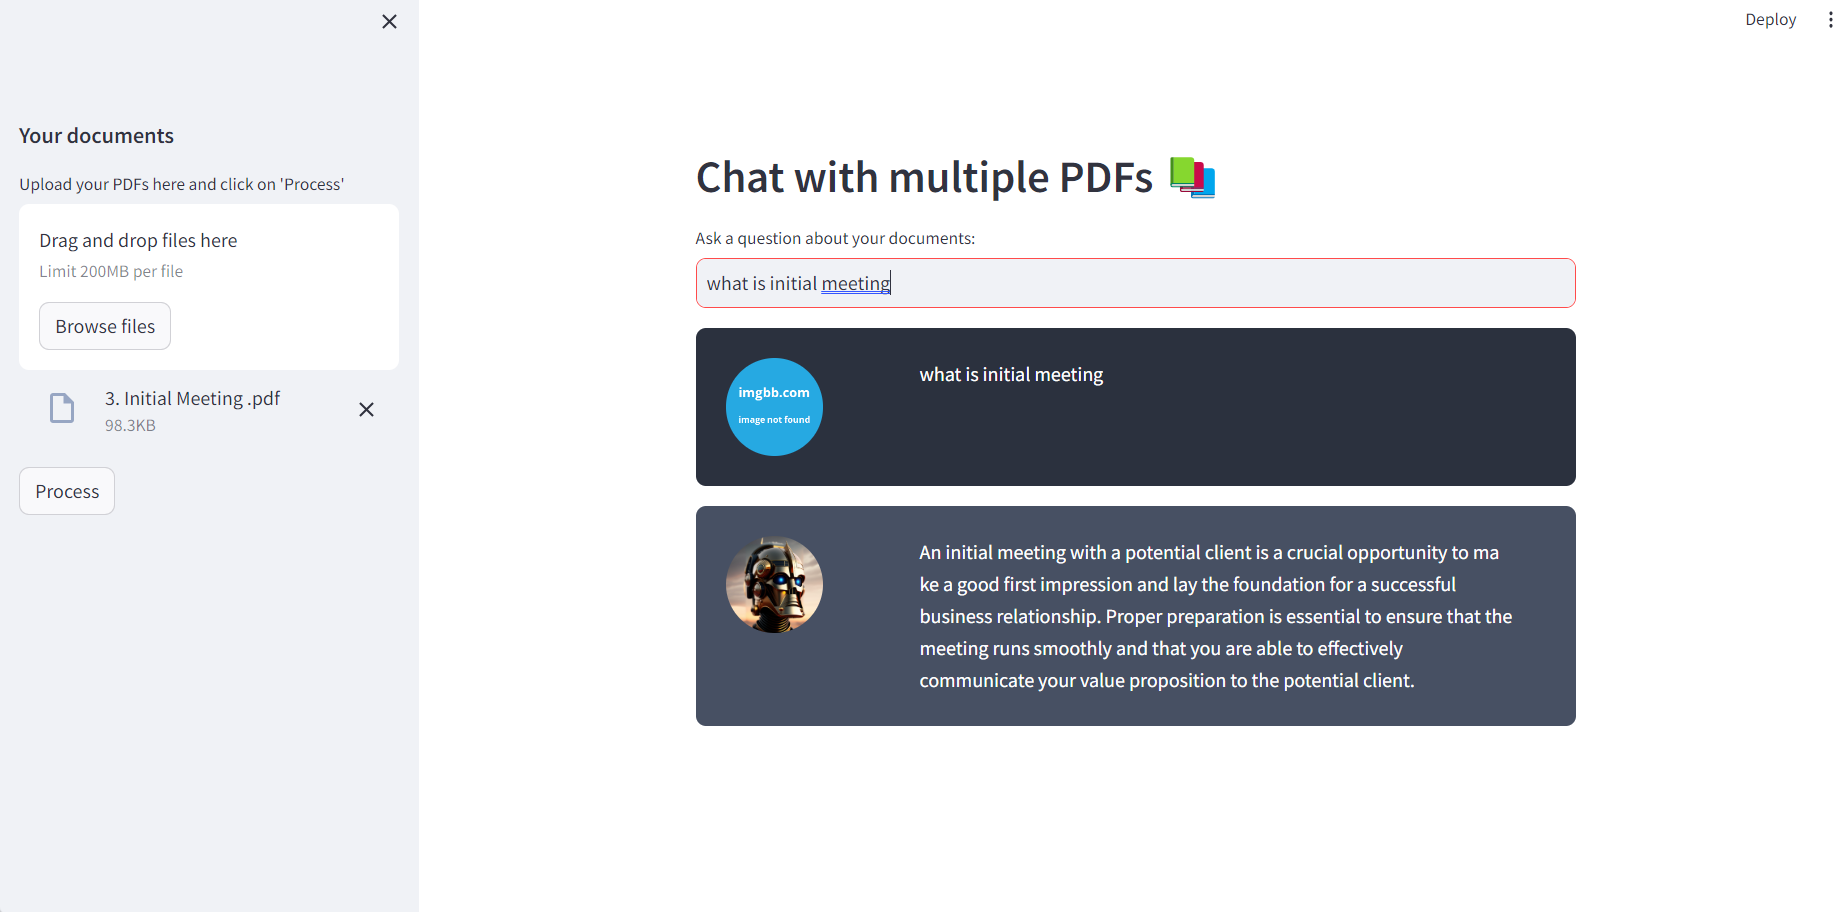 Deploy
Your documents
Upload your PDFs here and click on 'Process'
Drag and drop files here
Limit 200MB per file
Browse files
3. Initial Meeting .pdf
98.3KB
Process
Chat with multiple PDFs
Ask a question about your documents:
what is initial meeting
imgbb.com
image not found
what is initial meeting
An initial meeting with a potential client is a crucial opportunity to ma
ke a good first impression and lay the foundation for a successful
business relationship. Proper preparation is essential to ensure that the
meeting runs smoothly and that you are able to effectively
communicate your value proposition to the potential client.